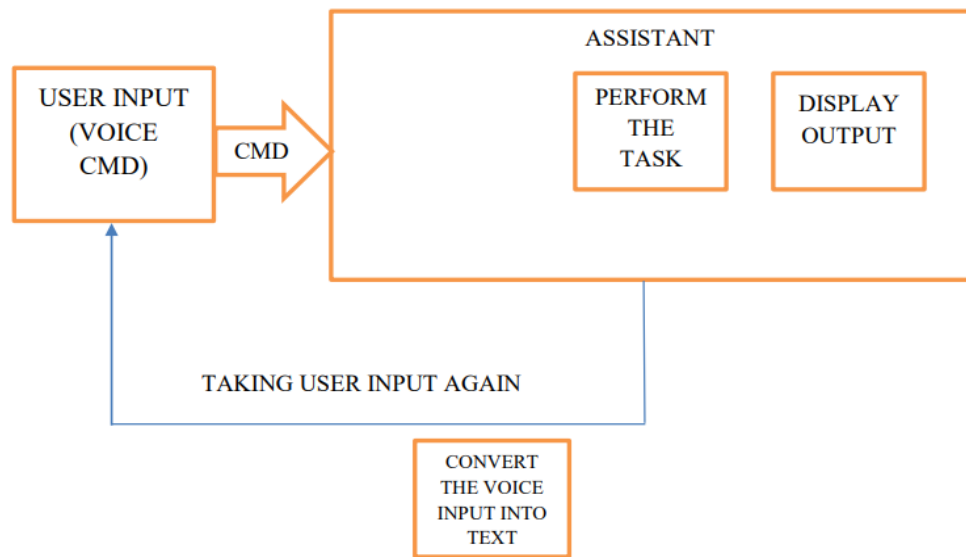 ASSISTANT
USER INPUT
(VOICE
CMD)
CMD
PERFORM
THE
TASK
DISPLAY
OUTPUT
TAKING USER INPUT AGAIN
CONVERT
THE VOICE
INPUT INTO
TEXT